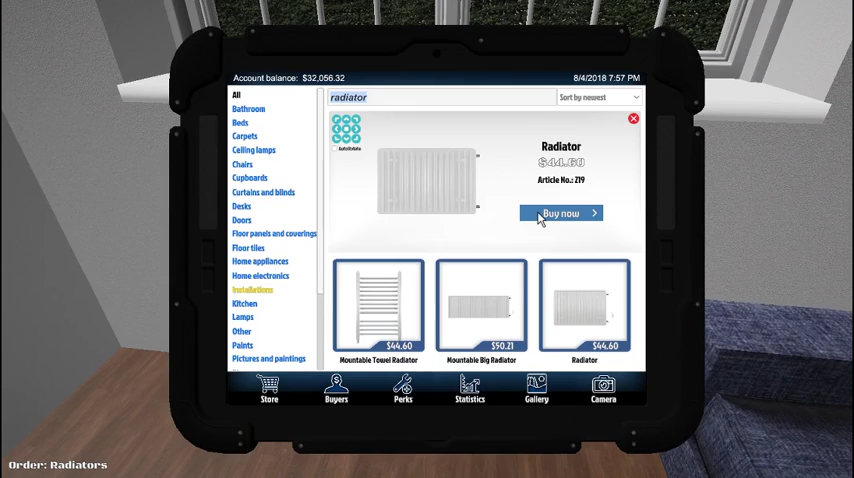 Account balance: $32,056.32
8/4/2018 7:57 PM
All
Bathroom
Beds
Carpets
Ceiling lamps
Chairs
Cupboards
Curtains and blinds
Desks
Doors
Floor panels and coverings
Floor tiles
Home appliances
Home electronics
Installations
Kitchen
Lamps
Other
Paints
Pictures and paintings
radiator
Sort by newest
AutoRotate
Radiator
$44.60
Article No.: Z19
Buy now
$44.60
$50.21
$44.60
Mountable Towel Radiator
Mountable Big Radiator
Radiator
Store
Buyers
Perks
Statistics
Gallery
Camera
Order: Radiators